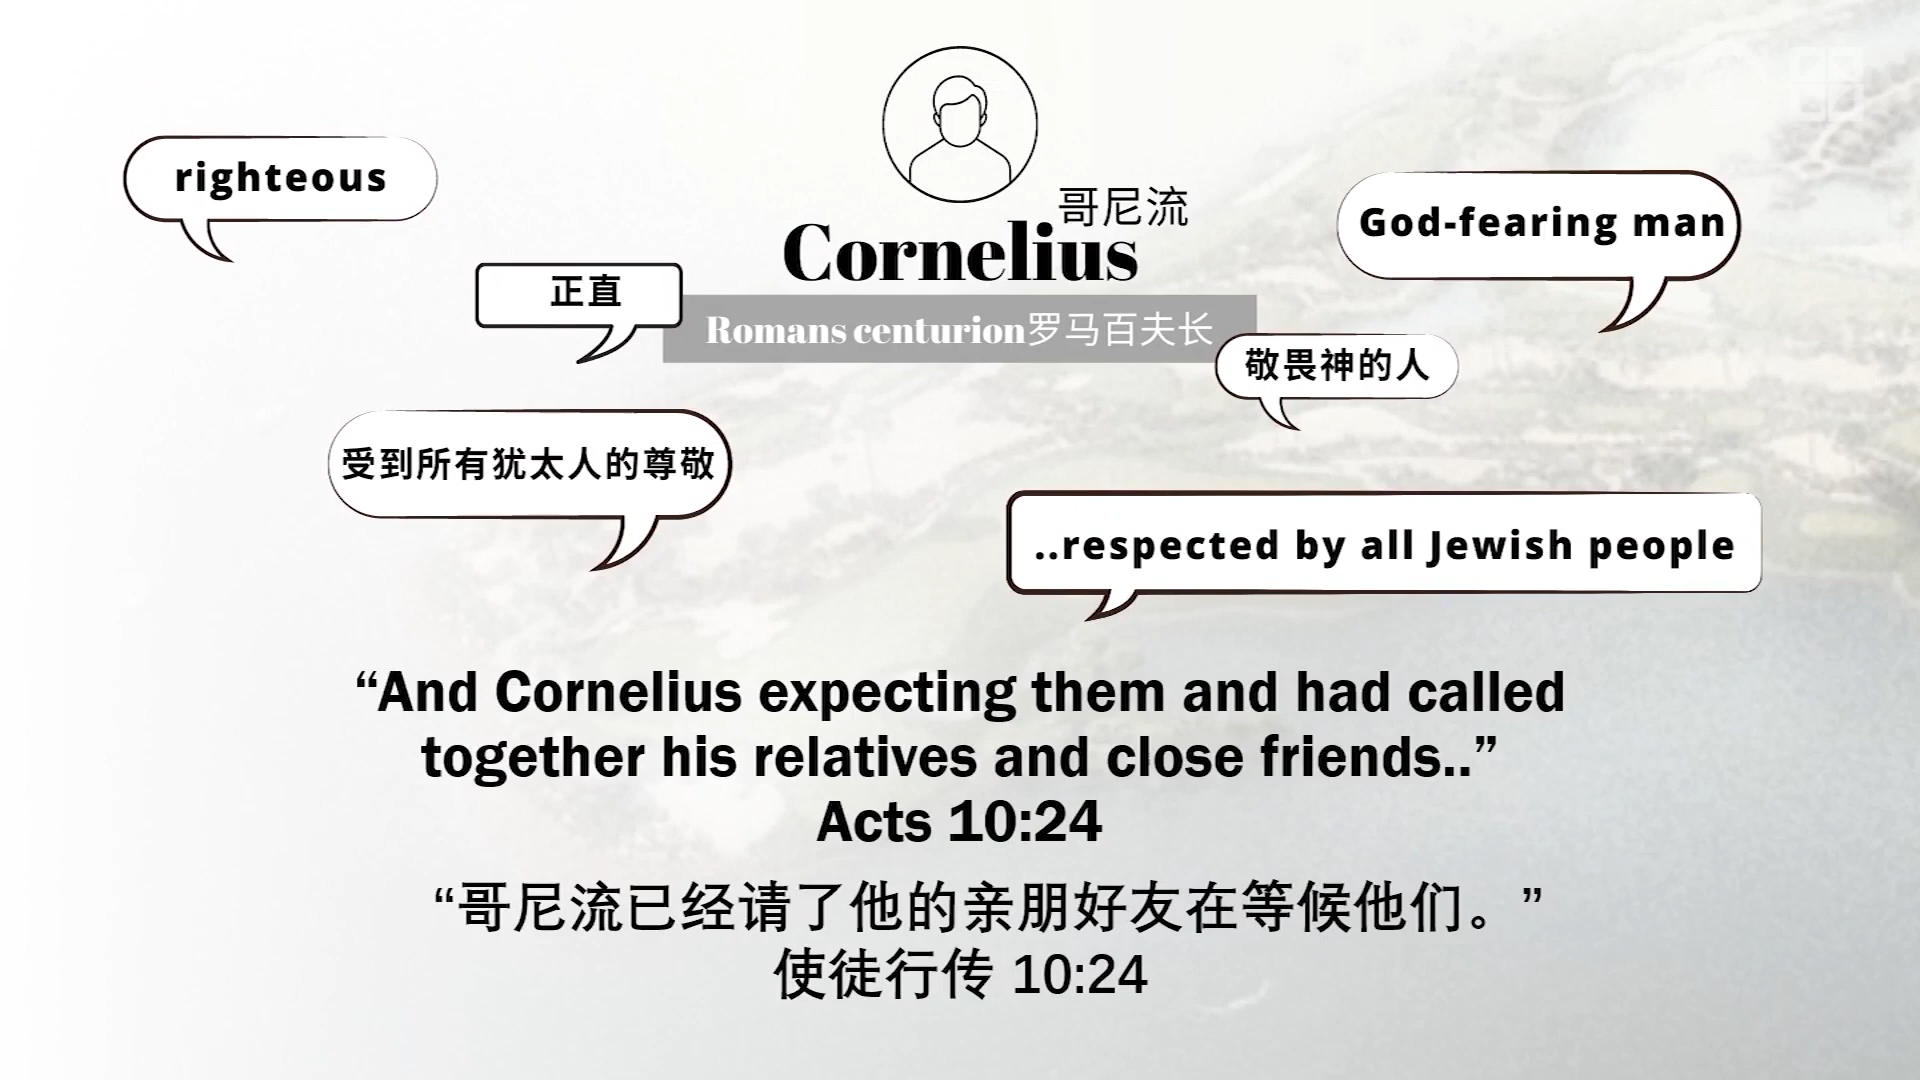 righteous
哥尼流
Cornelius
God-fearing man
正直
Romans centurion罗马百夫长
敬畏神的人
受到所有犹太人的尊敬
..respected by all Jewish people
“And Cornelius expecting them and had called
together his relatives and close friends..”
Acts 10:24
“哥尼流已经请了他的亲朋好友在等候他们。”
使徒行传 10:24